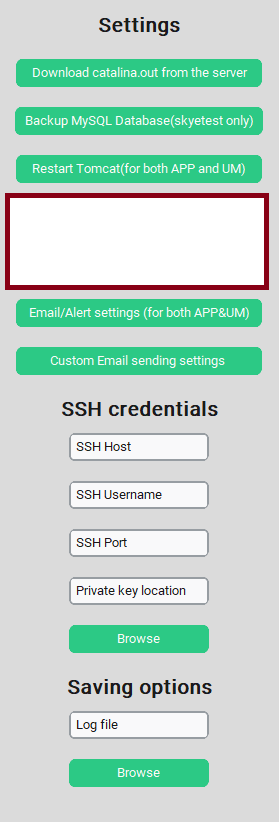 Settings
Download catalina.out from the server
Backup MySQL Database(skyetest only)
Restart Tomcat(for both APP and UM)
Email/Alert settings (for both APP&UM)
Custom Email sending settings
SSH credentials
SSH Host
SSH Username
SSH Port
Private key location
Browse
Saving options
Log file
Browse